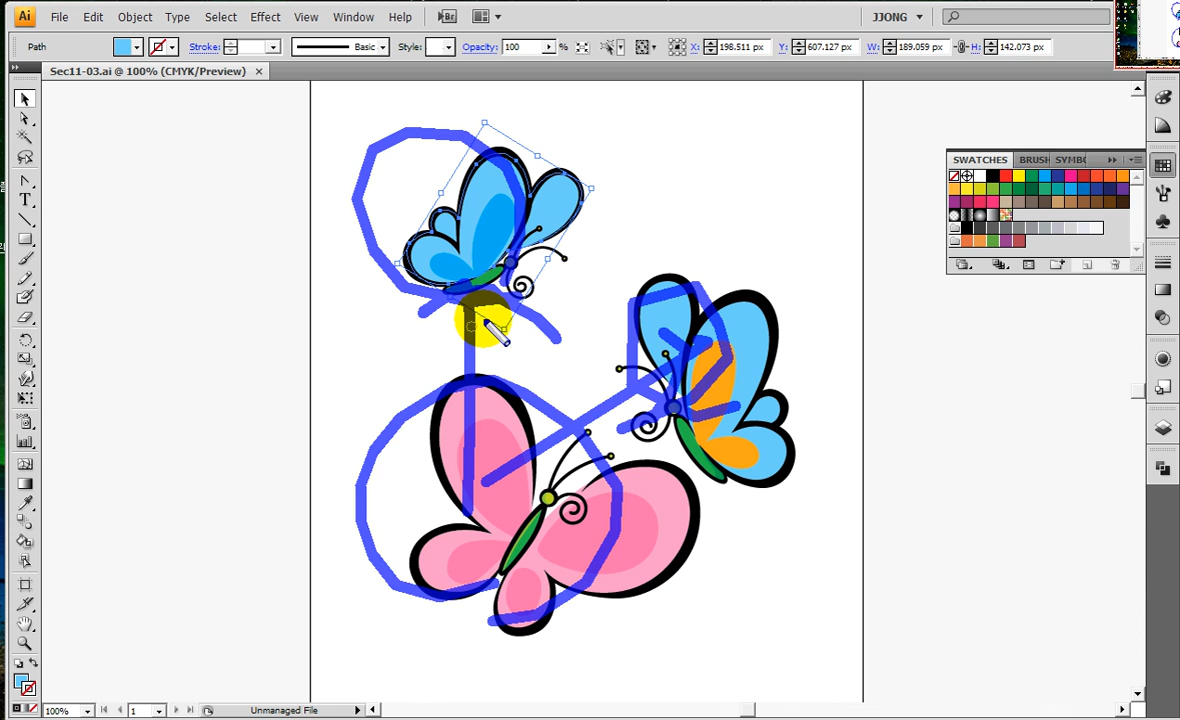 Ai File Edit Object Type Select Effect View Window Help Br JJONG
Path Stroke: Basic Style: Opacity: 100 % X: 198.511 px Y: 607.127 px W: 189.059 px H: 142.073 px
Sec11-03.ai @ 100% (CMYK/Preview)
SWATCHES BRUSH SYMBO
100% 1 Unmanaged File